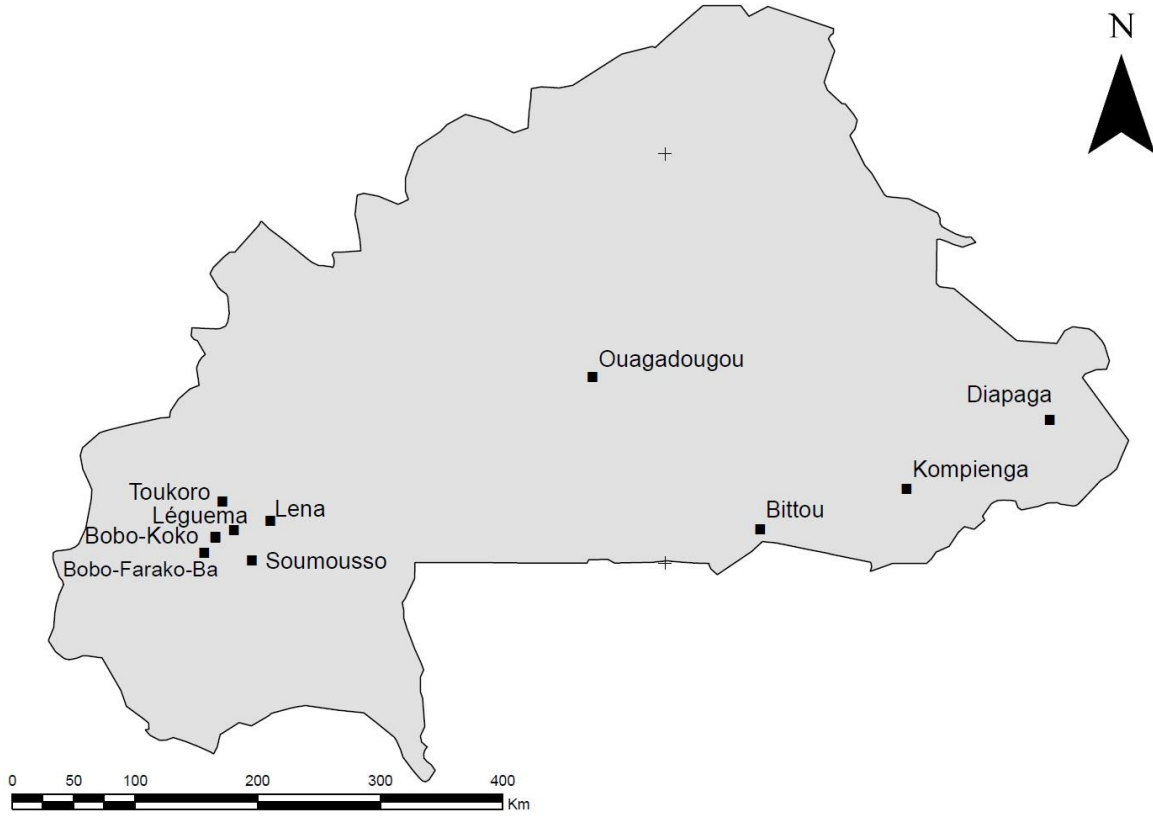 N
Ouagadougou
Diapaga
Kompienga
Toukoro
Lena
Léguema
Bittou
Bobo-Koko
Soumousso
Bobo-Farako-Ba
0 50 100 200 300 400
Km